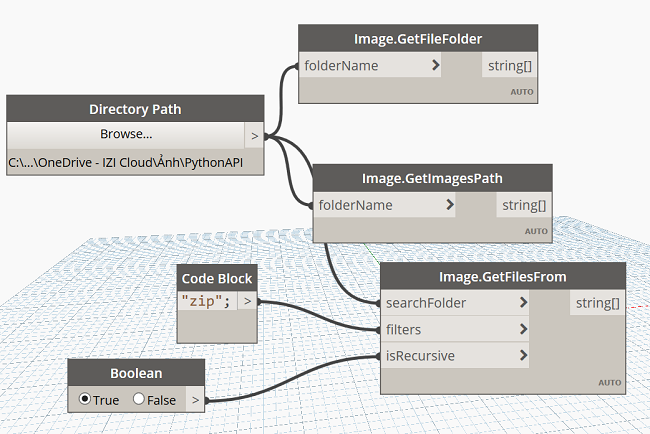 Image.GetFileFolder
folderName >
string[]
AUTO
Directory Path
Browse...
>
C:\...\OneDrive - IZI Cloud\Ảnh\PythonAPI
Image.GetImagesPath
folderName >
string[]
AUTO
Code Block
"zip"; >
Image.GetFilesFrom
searchFolder >
string[]
filters >
isRecursive >
AUTO
Boolean
True False >